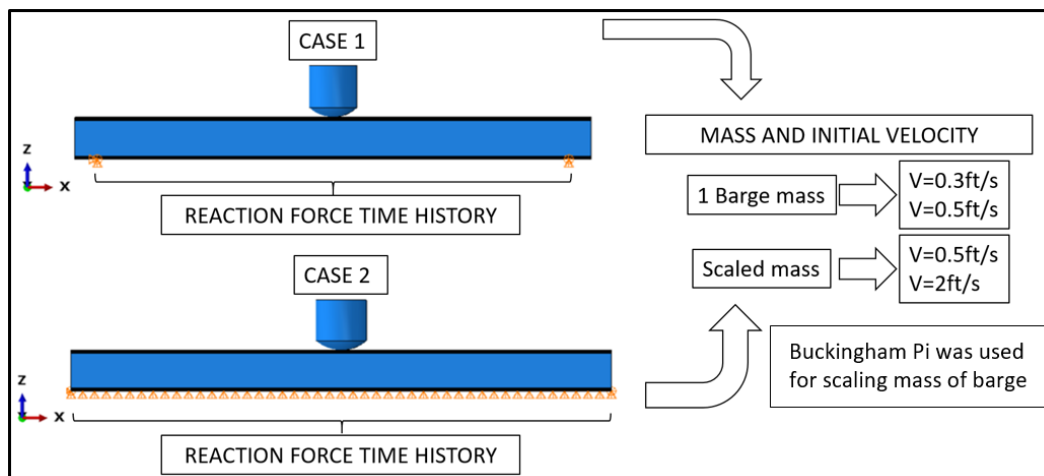 CASE 1
z
x
REACTION FORCE TIME HISTORY
CASE 2
z
x
REACTION FORCE TIME HISTORY
MASS AND INITIAL VELOCITY
1 Barge mass
V=0.3ft/s
V=0.5ft/s
Scaled mass
V=0.5ft/s
V=2ft/s
Buckingham Pi was used
for scaling mass of barge